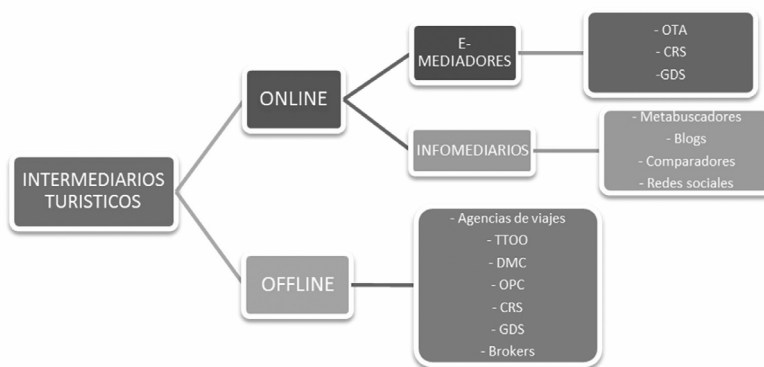 INTERMEDIARIOS
TURISTICOS
ONLINE
E-
MEDIADORES
- OTA
- CRS
-GDS
INFOMEDIARIOS
- Metabuscadores
- Blogs
- Comparadores
- Redes sociales
OFFLINE
- Agencias de viajes
- TTOO
- DMC
- OPC
- CRS
- GDS
- Brokers